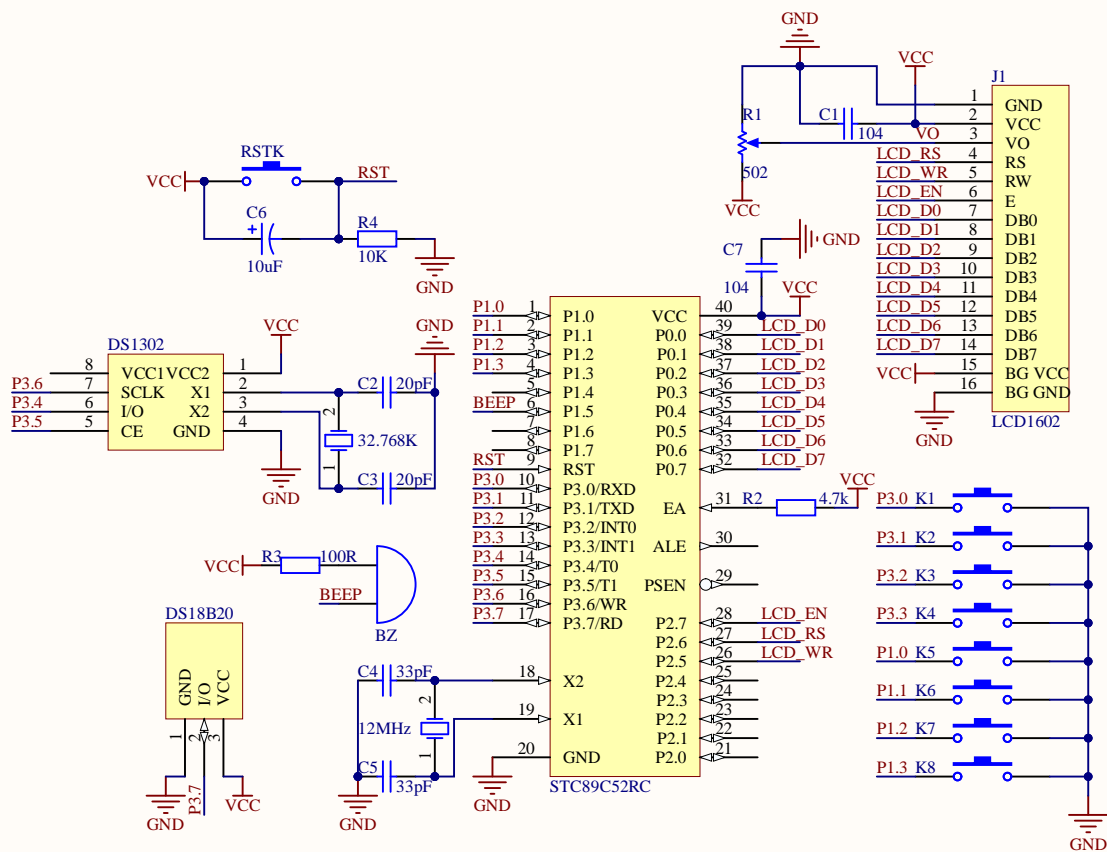 GND
VCC
J1
R1
C1
104
VO
502
VCC
1 GND
2 VCC
3 VO
LCD_RS 4 RS
LCD_WR 5 RW
LCD_EN 6 E
LCD_D0 7 DB0
LCD_D1 8 DB1
LCD_D2 9 DB2
LCD_D3 10 DB3
LCD_D4 11 DB4
LCD_D5 12 DB5
LCD_D6 13 DB6
LCD_D7 14 DB7
VCC 15 BG VCC
16 BG GND
GND
LCD1602
RSTK
VCC
RST
C6
+
10uF
R4
10K
GND
C7
104
GND
VCC
VCC
DS1302
8 VCC1 VCC2 1
P3.6 7 SCLK X1 2
P3.4 6 I/O X2 3
P3.5 5 CE GND 4
GND
GND
C2 20pF
2
32.768K
1
C3 20pF
P1.0 1 P1.0 VCC 40
P1.1 2 P1.1 P0.0 39 LCD_D0
P1.2 3 P1.2 P0.1 38 LCD_D1
P1.3 4 P1.3 P0.2 37 LCD_D2
5 P1.4 P0.3 36 LCD_D3
BEEP 6 P1.5 P0.4 35 LCD_D4
7 P1.6 P0.5 34 LCD_D5
8 P1.7 P0.6 33 LCD_D6
RST 9 RST P0.7 32 LCD_D7
P3.0 10 P3.0/RXD
P3.1 11 P3.1/TXD EA 31 R2 4.7k VCC
P3.2 12 P3.2/INT0
P3.3 13 P3.3/INT1 ALE 30
P3.4 14 P3.4/T0
P3.5 15 P3.5/T1 PSEN 29
P3.6 16 P3.6/WR
P3.7 17 P3.7/RD P2.7 28 LCD_EN
P2.6 27 LCD_RS
P2.5 26 LCD_WR
18 X2 P2.4 25
P2.3 24
19 X1 P2.2 23
P2.1 22
20 GND P2.0 21
GND
STC89C52RC
VCC R3 100R
BEEP
BZ
DS18B20
GND
I/O
VCC
1
2
3
GND
P3.7
VCC
C4 33pF
2
12MHz
1
C5 33pF
GND
P3.0 K1
P3.1 K2
P3.2 K3
P3.3 K4
P1.0 K5
P1.1 K6
P1.2 K7
P1.3 K8
GND